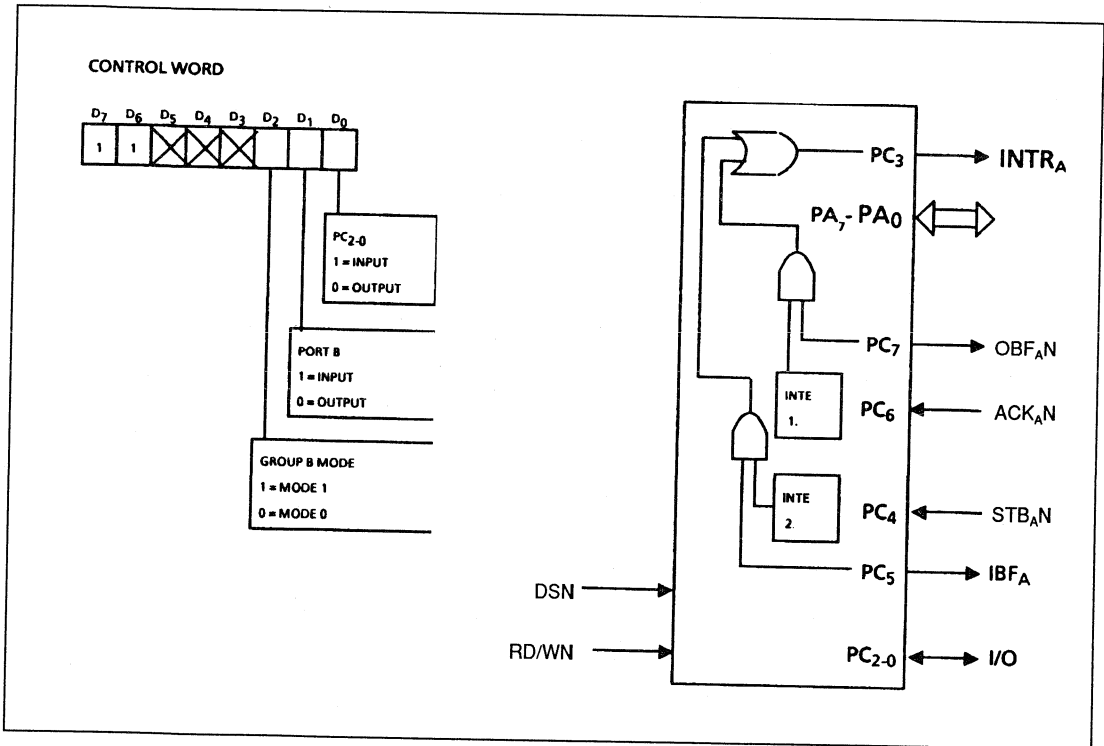 CONTROL WORD
D7 D6 D5 D4 D3 D2 D1 D0
1 1
PC2-0
1 = INPUT
0 = OUTPUT
PORT B
1 = INPUT
0 = OUTPUT
GROUP B MODE
1 = MODE 1
0 = MODE 0
PC3 INTRA
PA7-PA0
PC7 OBFAN
INTE
1.
PC6 ACKAN
INTE
2.
PC4 STBAN
PC5 IBFA
DSN
RD/WN
PC2-0 I/O